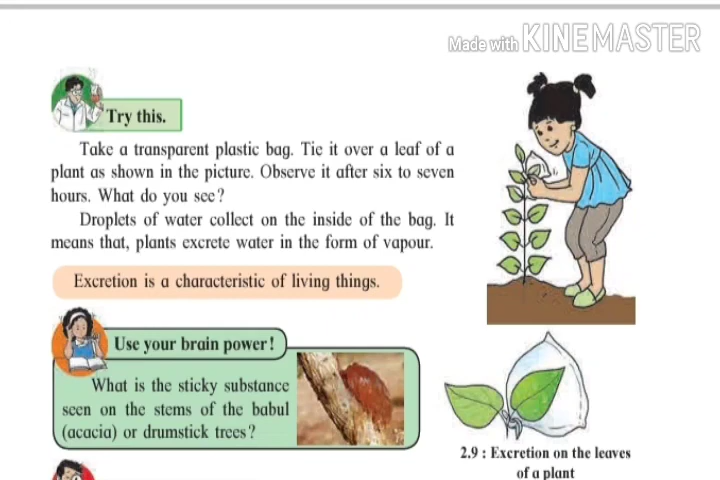 Made with KINEMASTER
Try this.
Take a transparent plastic bag. Tie it over a leaf of a
plant as shown in the picture. Observe it after six to seven
hours. What do you see?
Droplets of water collect on the inside of the bag. It
means that, plants excrete water in the form of vapour.
Excretion is a characteristic of living things.
Use your brain power!
What is the sticky substance
seen on the stems of the babul
(acacia) or drumstick trees?
2.9 : Excretion on the leaves
of a plant